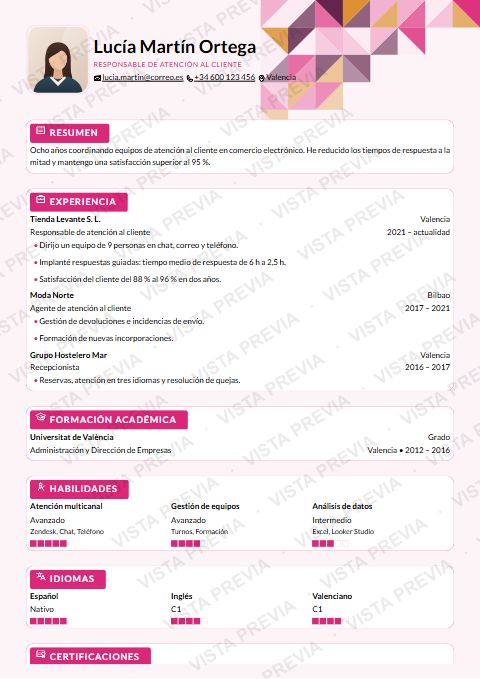 Lucía Martín Ortega
RESPONSABLE DE ATENCIÓN AL CLIENTE
lucia.martin@correo.es +34 600 123 456 Valencia
RESUMEN
Ocho años coordinando equipos de atención al cliente en comercio electrónico. He reducido los tiempos de respuesta a la
mitad y mantengo una satisfacción superior al 95 %.
EXPERIENCIA
Tienda Levante S. L. Valencia
Responsable de atención al cliente 2021 – actualidad
• Dirijo un equipo de 9 personas en chat, correo y teléfono.
• Implanté respuestas guiadas: tiempo medio de respuesta de 6 h a 2,5 h.
• Satisfacción del cliente del 88 % al 96 % en dos años.
Moda Norte Bilbao
Agente de atención al cliente 2017 – 2021
• Gestión de devoluciones e incidencias de envío.
• Formación de nuevas incorporaciones.
Grupo Hostelero Mar Valencia
Recepcionista 2016 – 2017
• Reservas, atención en tres idiomas y resolución de quejas.
FORMACIÓN ACADÉMICA
Universitat de València Grado
Administración y Dirección de Empresas Valencia • 2012 – 2016
HABILIDADES
Atención multicanal Gestión de equipos Análisis de datos
Avanzado Avanzado Intermedio
Zendesk, Chat, Teléfono Turnos, Formación Excel, Looker Studio
IDIOMAS
Español Inglés Valenciano
Nativo C1 C1
CERTIFICACIONES
VISTA PREVIA